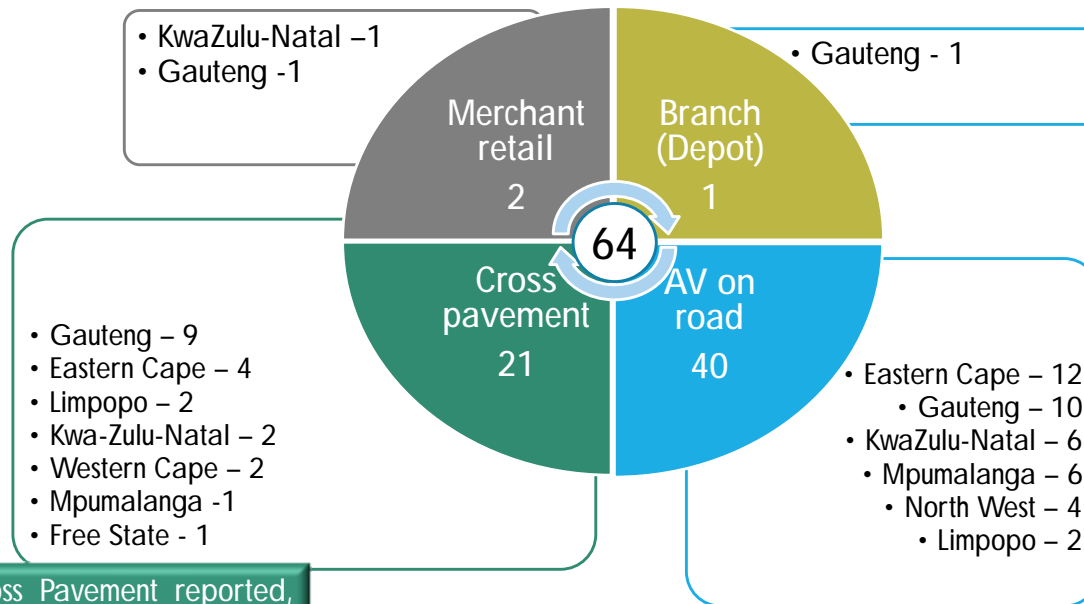 • KwaZulu-Natal –1
• Gauteng -1
• Gauteng - 1
Merchant
retail
2
Branch
(Depot)
1
64
Cross
pavement
21
AV on
road
40
• Gauteng – 9
• Eastern Cape – 4
• Limpopo – 2
• Kwa-Zulu-Natal – 2
• Western Cape – 2
• Mpumalanga -1
• Free State - 1
• Eastern Cape – 12
• Gauteng – 10
• KwaZulu-Natal – 6
• Mpumalanga – 6
• North West – 4
• Limpopo – 2
Pavement reported,